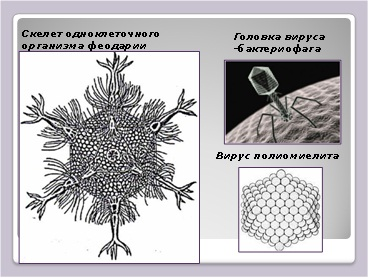 Скелет одноклеточного
организма феодарии
Головка вируса
-бактериофага
Вирус полиомиелита